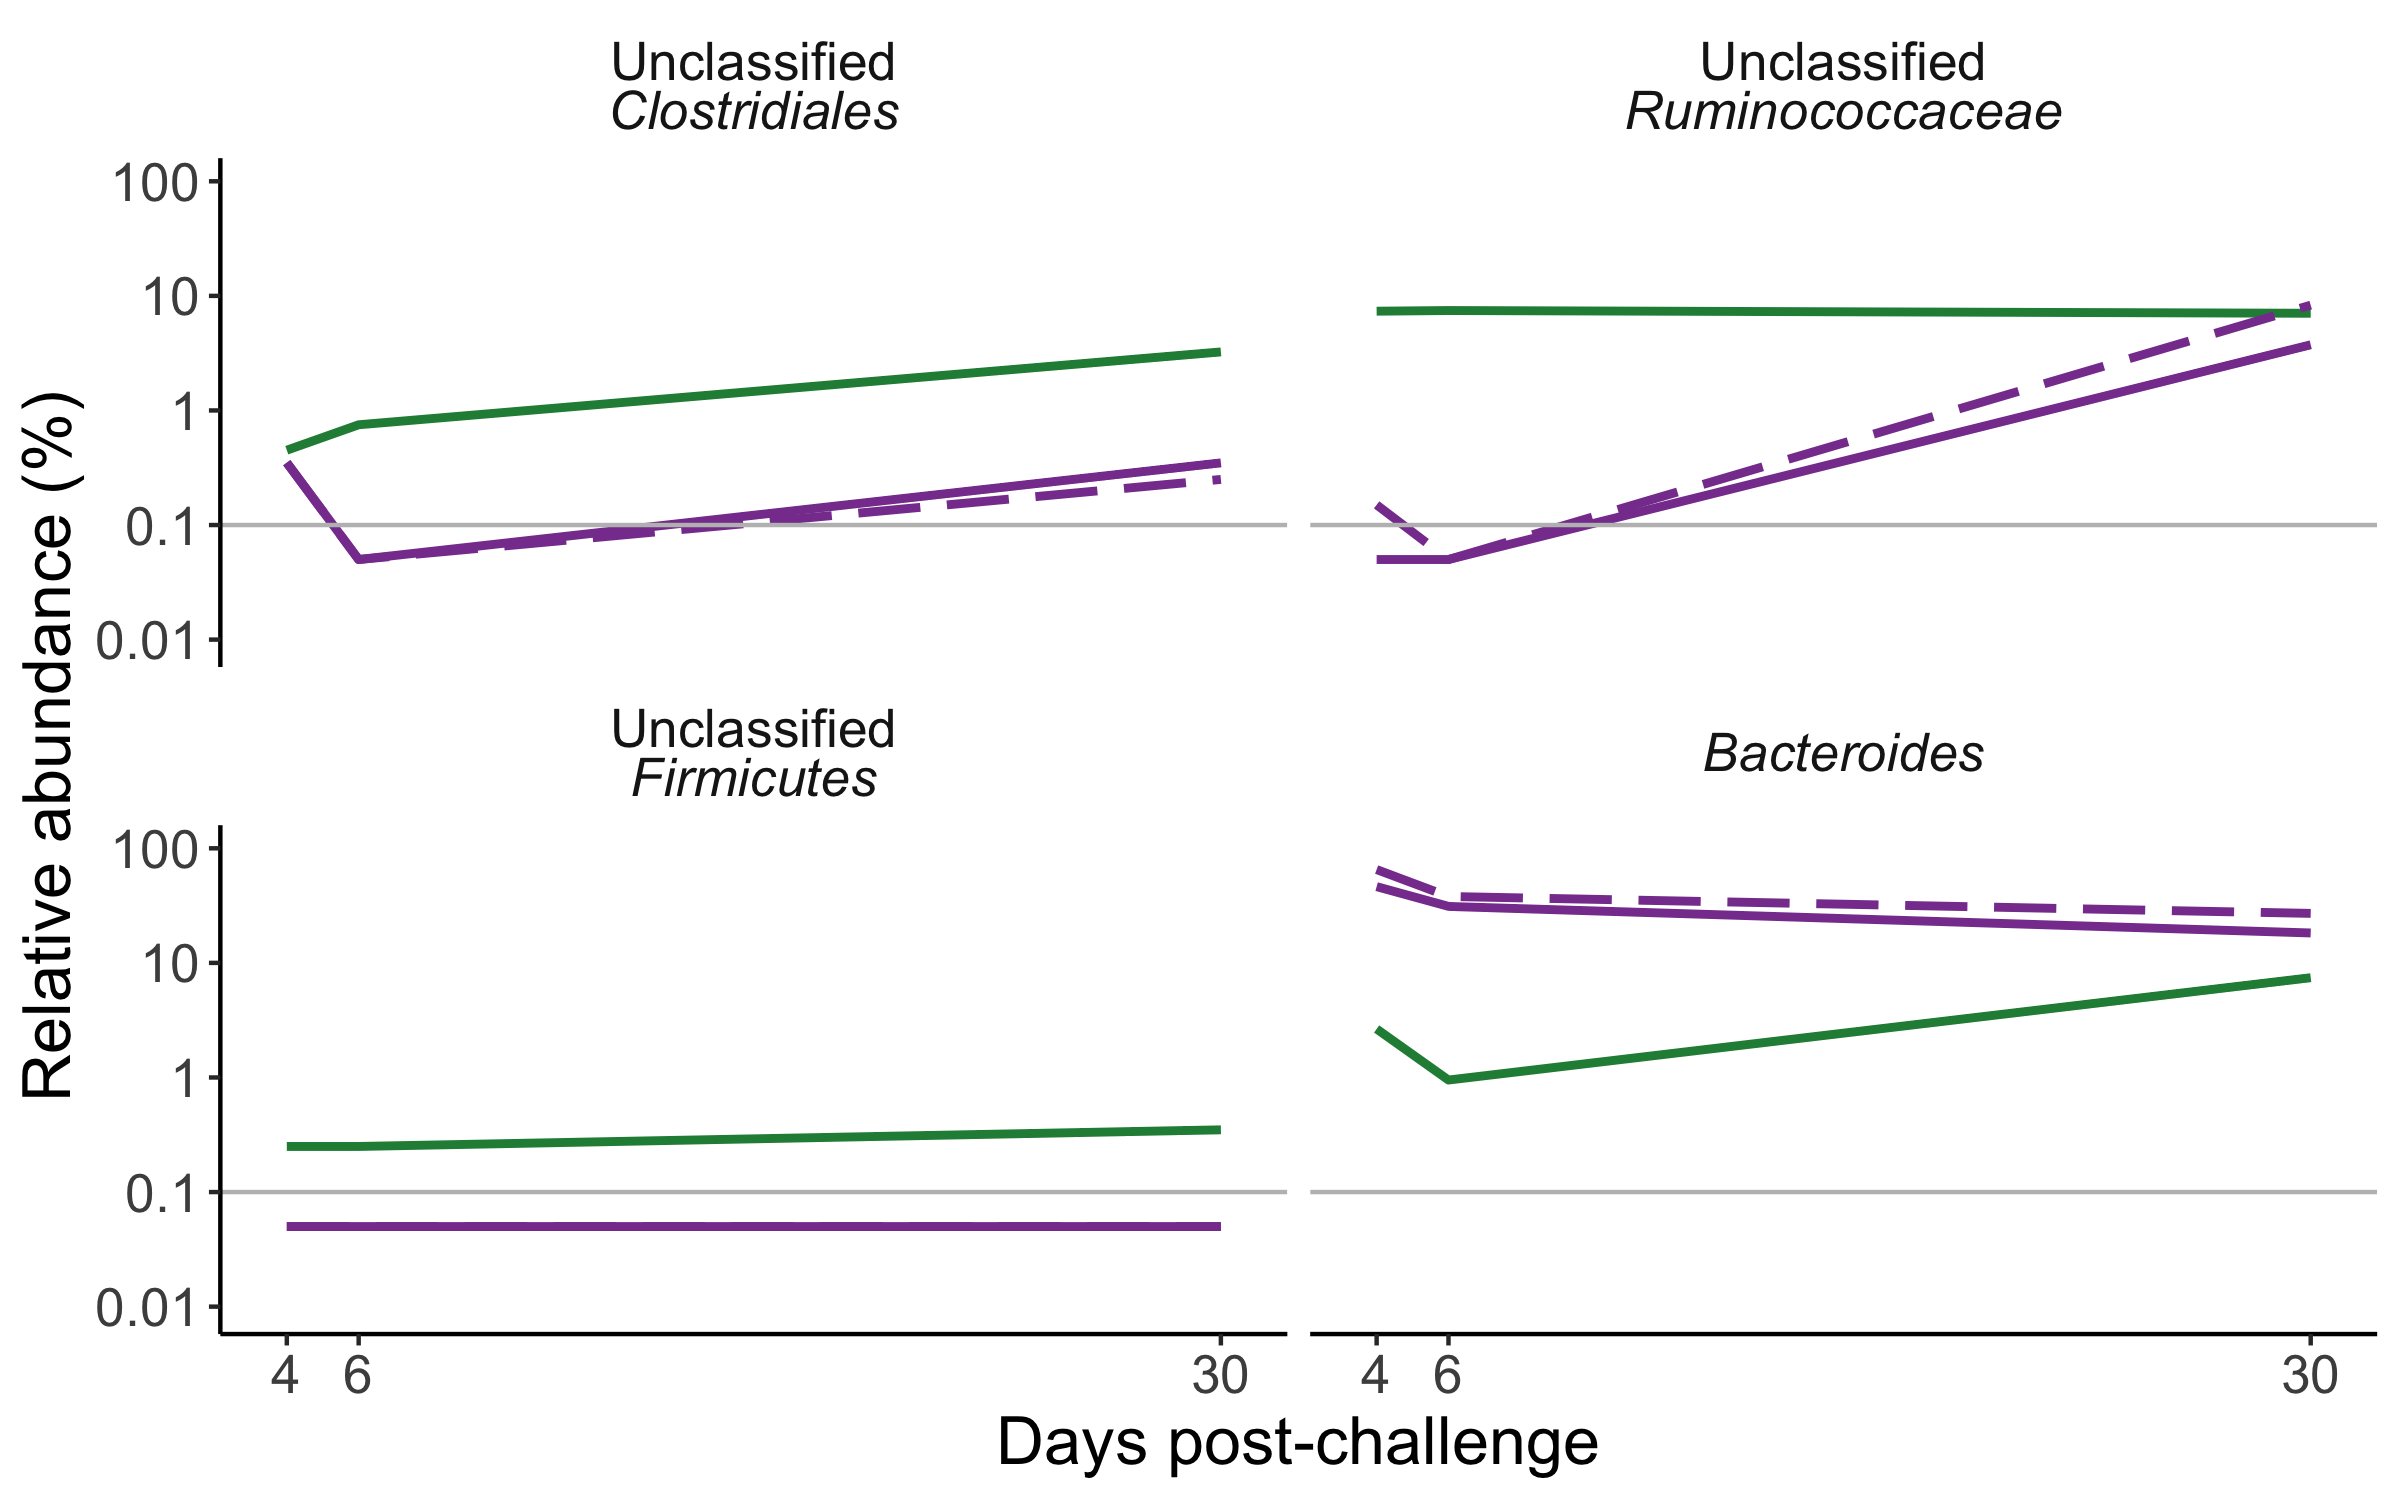 Unclassified
Clostridiales
Unclassified
Ruminococcaceae
100
10
1
0.1
0.01
Relative abundance (%)
Unclassified
Firmicutes
Bacteroides
100
10
1
0.1
0.01
4 6 30
4 6 30
Days post-challenge